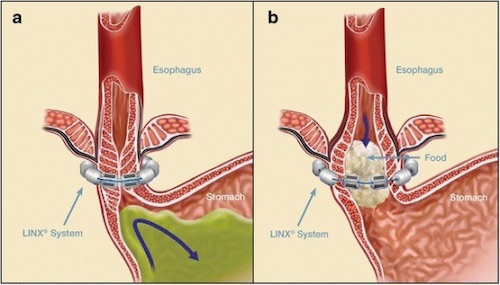 a
Esophagus
Stomach
LINX® System
b
Esophagus
Food
Stomach
LINX® System